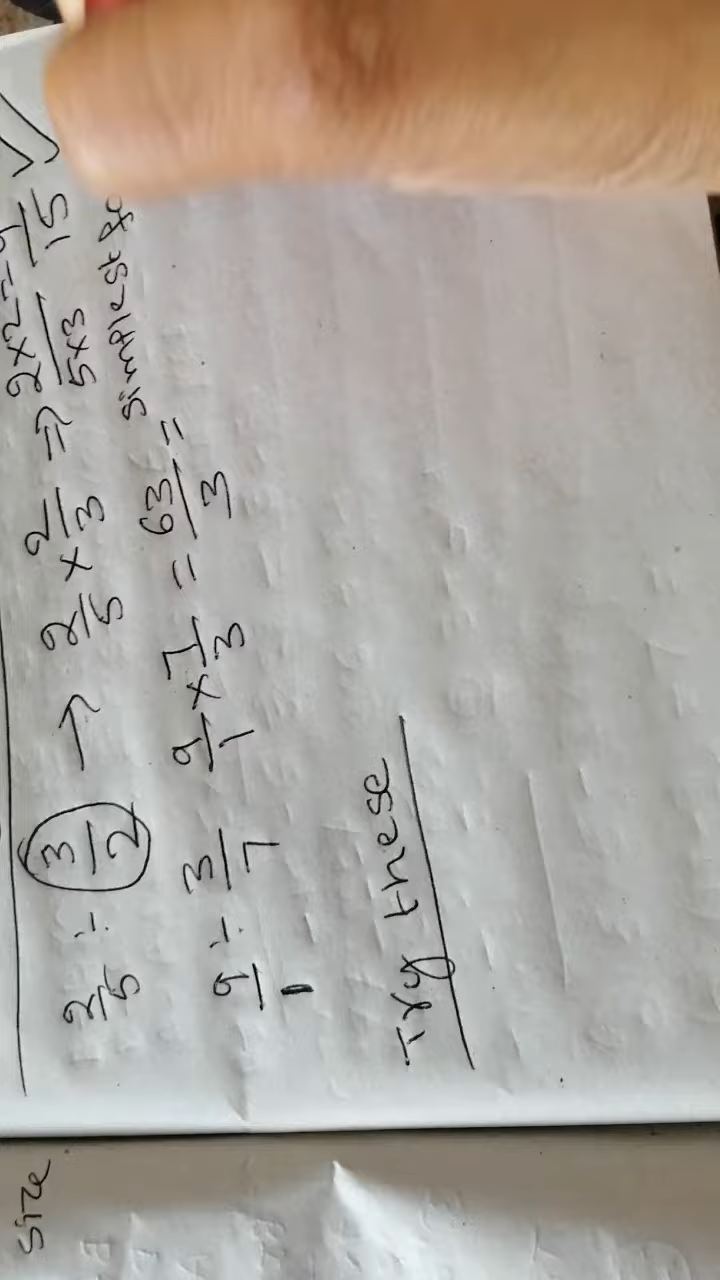 2/5 ÷ 3/2 → 2/5 × 2/3 ⇒ 2×2/5×3 = 4/15
simplest
9/1 ÷ 3/7 9/1 × 7/3 = 63/3 =
Try these
size